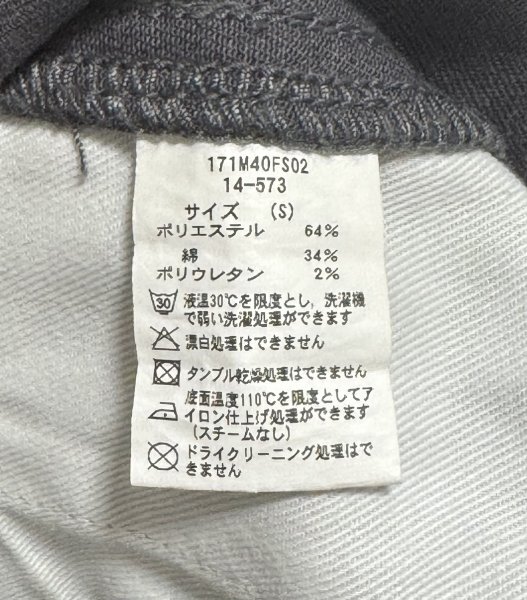 171M40FS02
14-573
サイズ (S)
ポリエステル 64%
綿 34%
ポリウレタン 2%
30 液温30℃を限度とし、洗濯機
で弱い洗濯処理ができます
漂白処理はできません
タンブル乾燥処理はできません
底面温度110℃を限度としてア
イロン仕上げ処理ができます
(スチームなし)
ドライクリーニング処理はで
きません